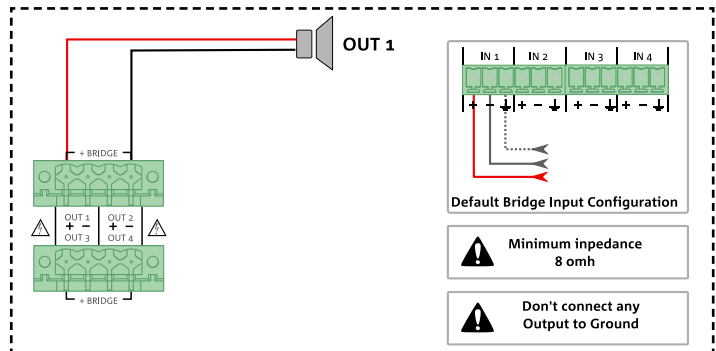 OUT 1
+ BRIDGE
OUT 1 OUT 2
+ - + -
OUT 3 OUT 4
+ BRIDGE
IN 1 IN 2 IN 3 IN 4
+ - + - + - + -
Default Bridge Input Configuration
Minimum inpedance
8 omh
Don't connect any
Output to Ground